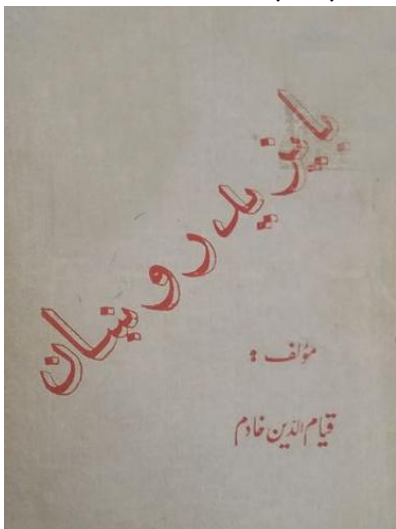 بایزید روښان
مؤلف :
قیام الدین خادم